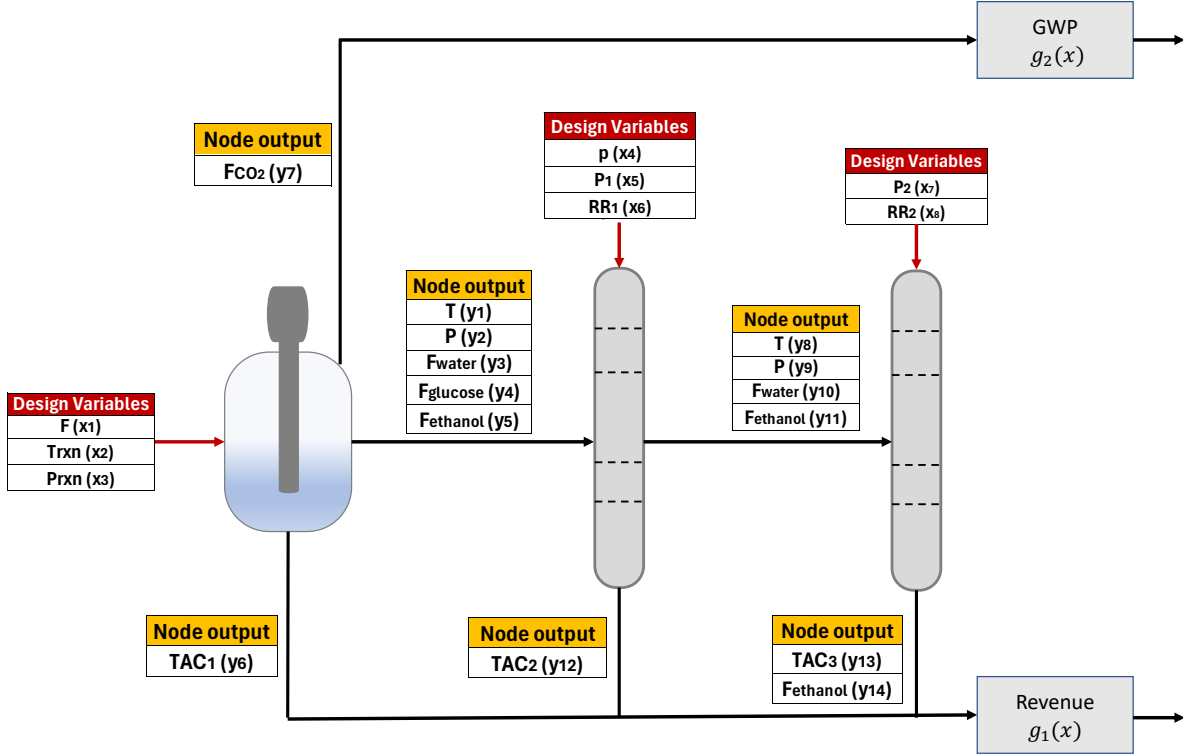 GWP
g₂(x)
Node output
FCO2 (y7)
Design Variables
p (x4)
P1 (x5)
RR1 (x6)
Design Variables
P2 (x7)
RR2 (x8)
Node output
T (y1)
P (y2)
Fwater (y3)
Fglucose (y4)
Fethanol (y5)
Node output
T (y8)
P (y9)
Fwater (y10)
Fethanol (y11)
Design Variables
F (x1)
Trxn (x2)
Prxn (x3)
Node output
TAC1 (y6)
Node output
TAC2 (y12)
Node output
TAC3 (y13)
Fethanol (y14)
Revenue
g₁(x)